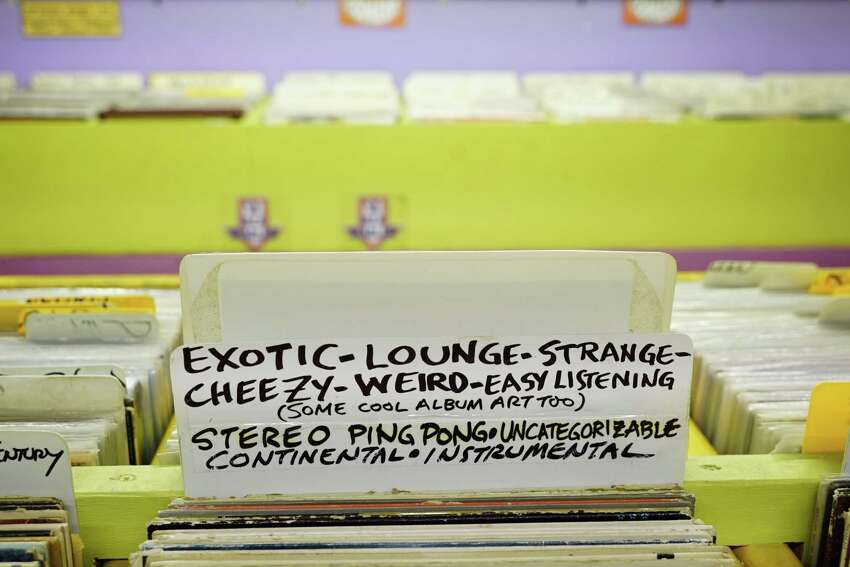 EXOTIC-LOUNGE-STRANGE-
CHEEZY-WEIRD-EASY LISTENING
(SOME COOL ALBUM ART TOO)
STEREO PING PONG•UNCATEGORIZABLE
CONTINENTAL•INSTRUMENTAL
ENTURY